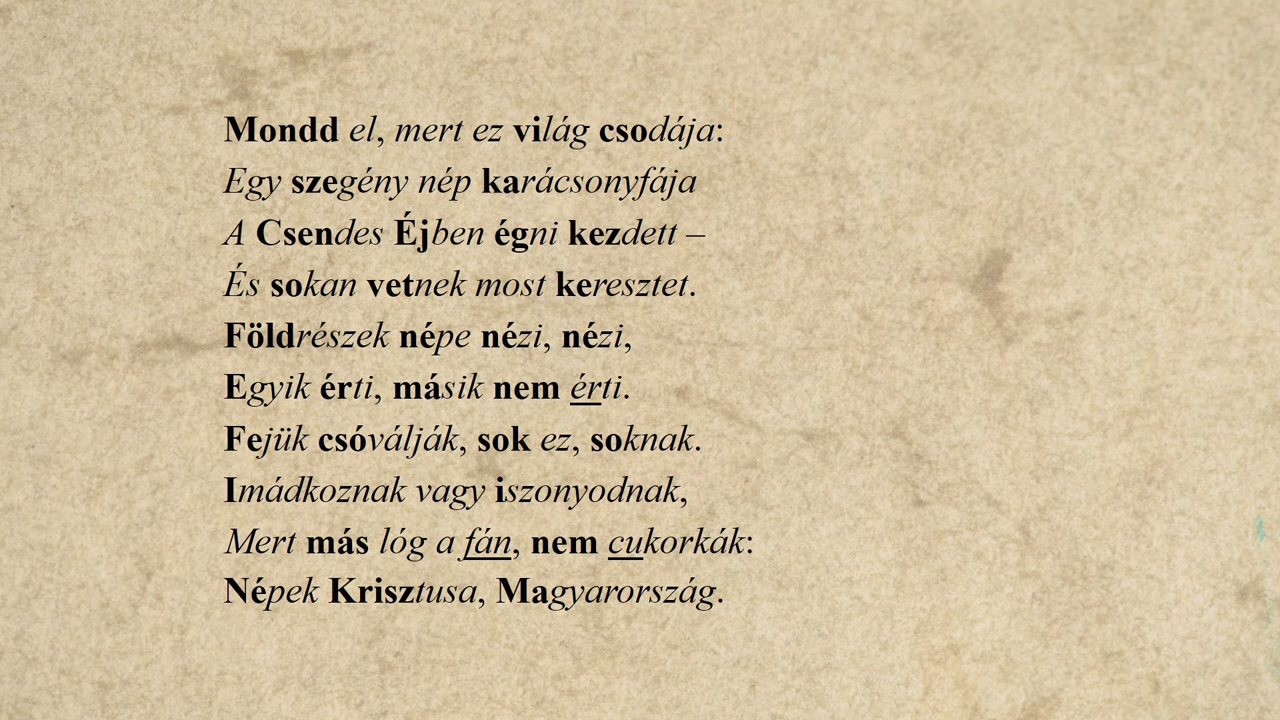 Mondd el, mert ez világ csodája:
Egy szegény nép karácsonyfája
A Csendes Éjben égni kezdett –
És sokan vetnek most keresztet.
Földrészek népe nézi, nézi,
Egyik érti, másik nem érti.
Fejük csóválják, sok ez, soknak.
Imádkoznak vagy iszonyodnak,
Mert más lóg a fán, nem cukorkák:
Népek Krisztusa, Magyarország.